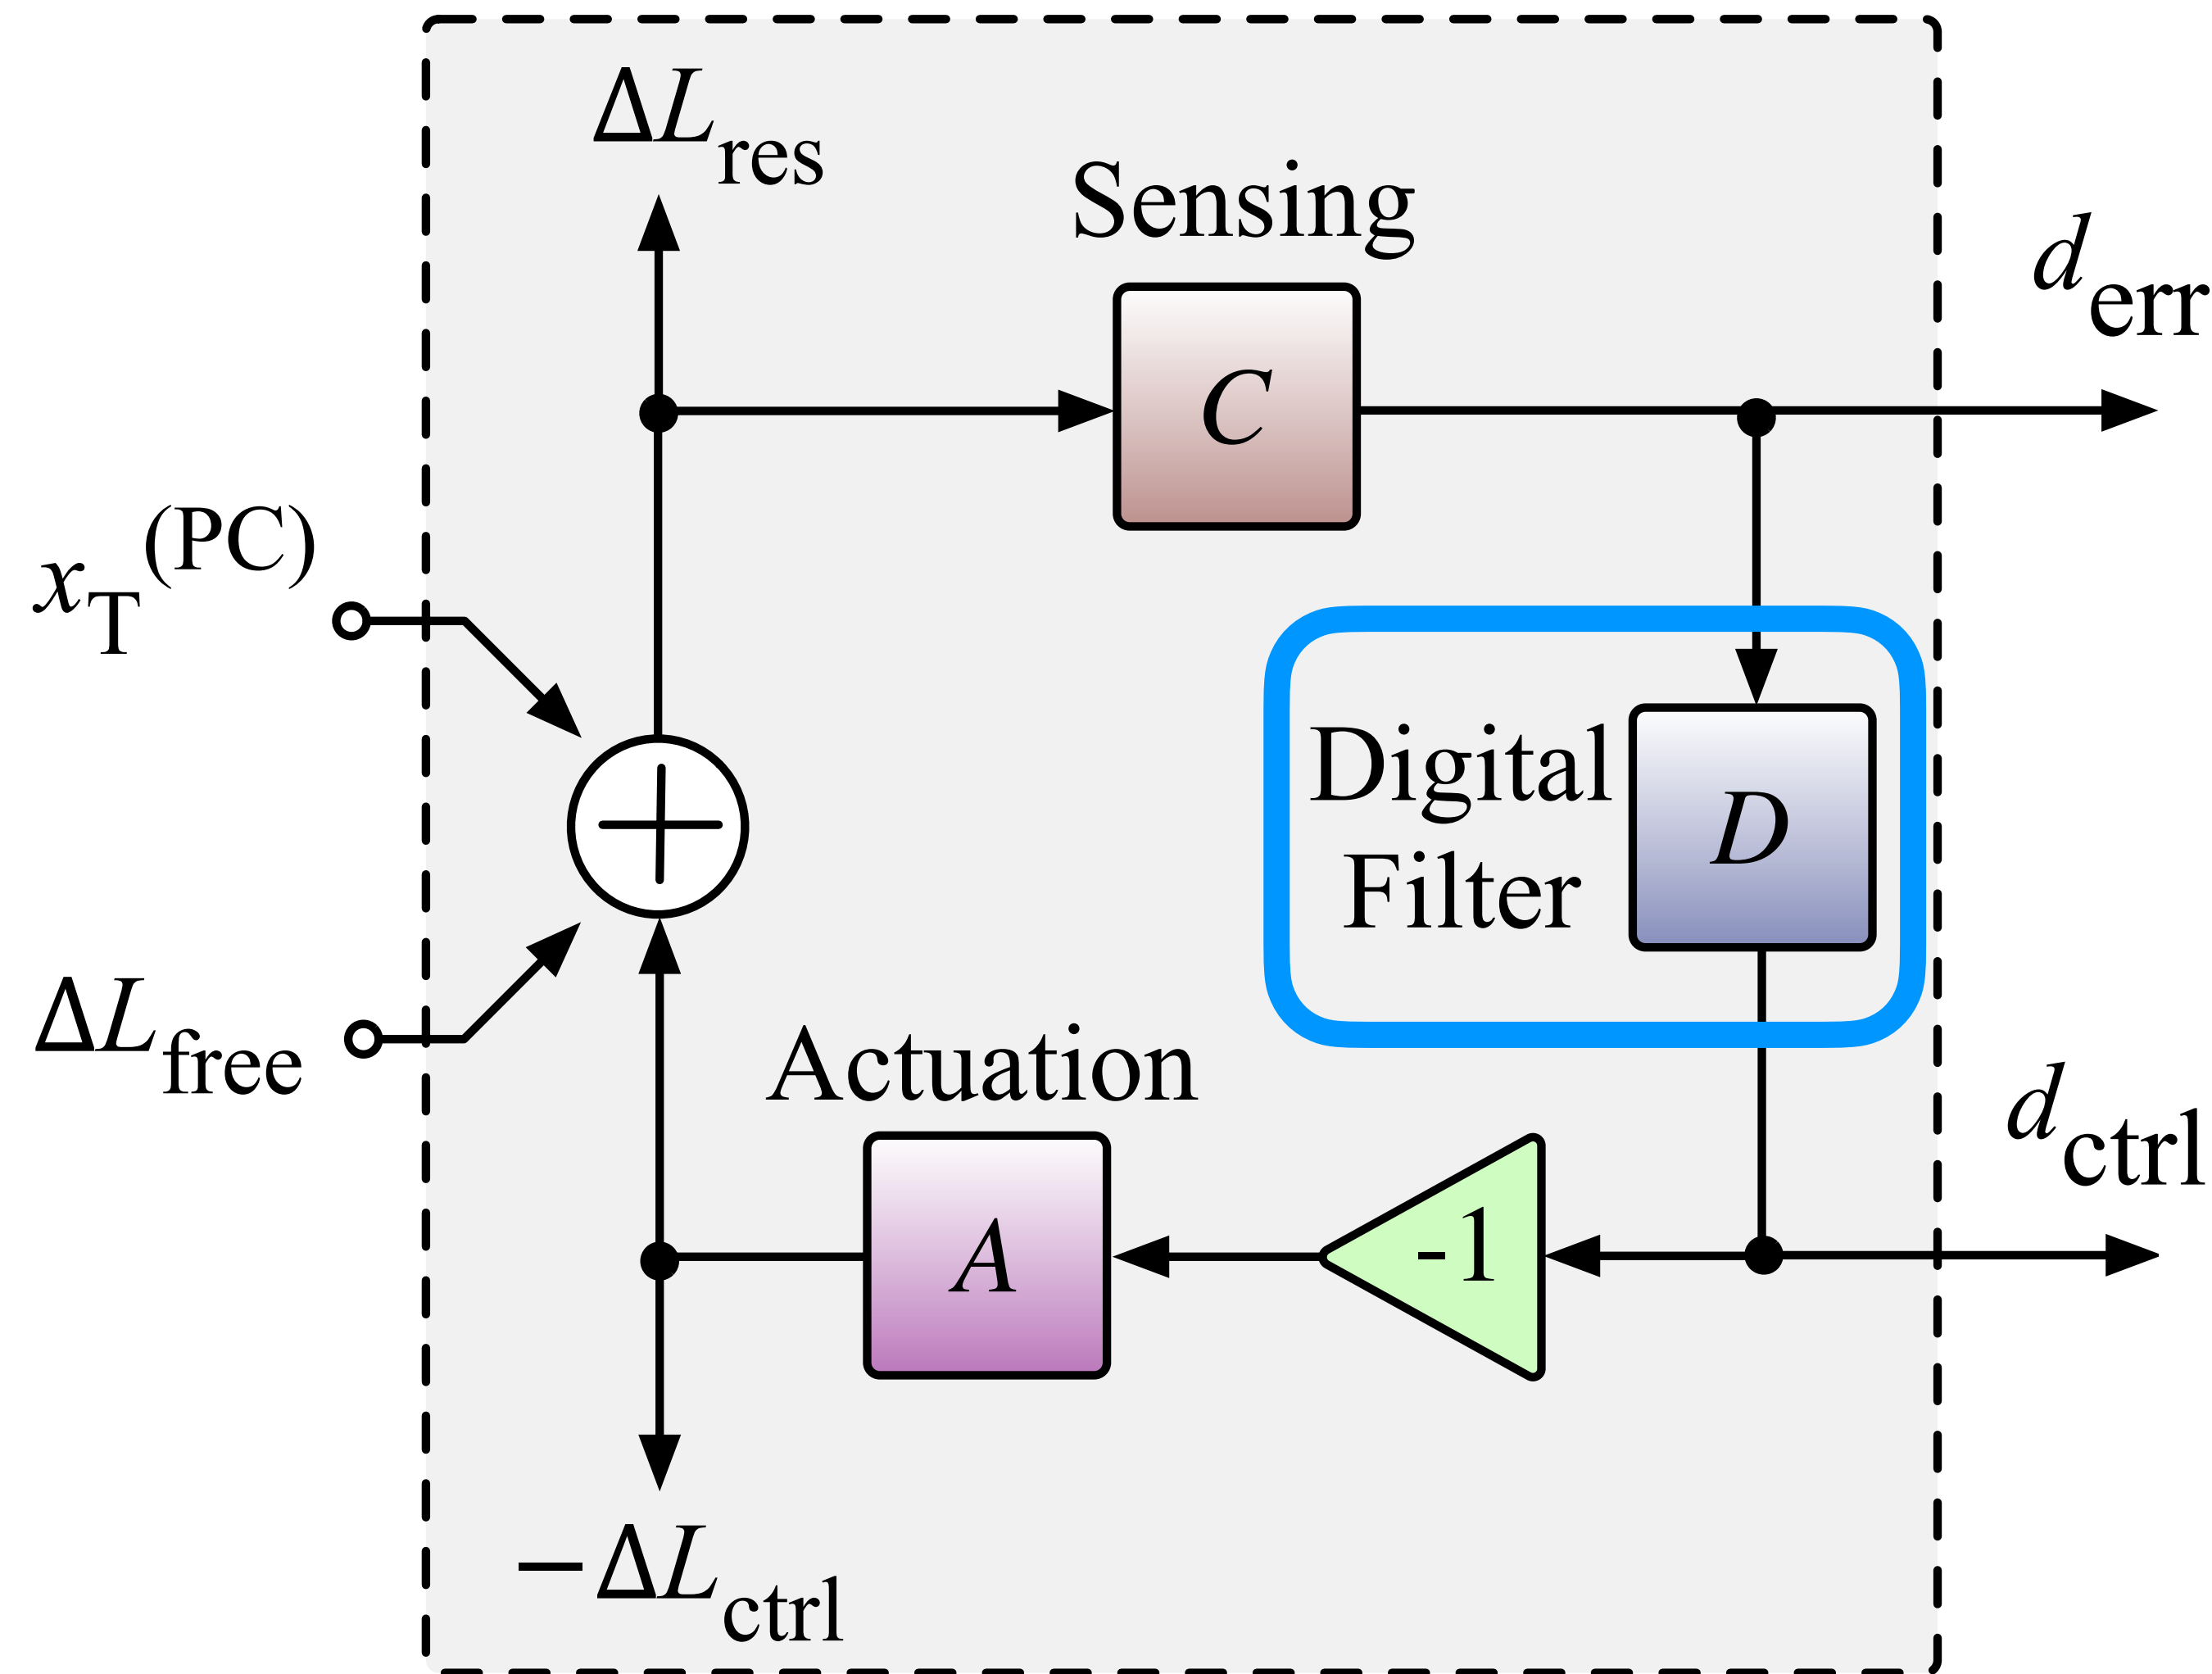 ΔL_res
Sensing
d_err
C
x_T^(PC)
Digital
Filter
D
ΔL_free
Actuation
d_ctrl
A
-1
−ΔL_ctrl